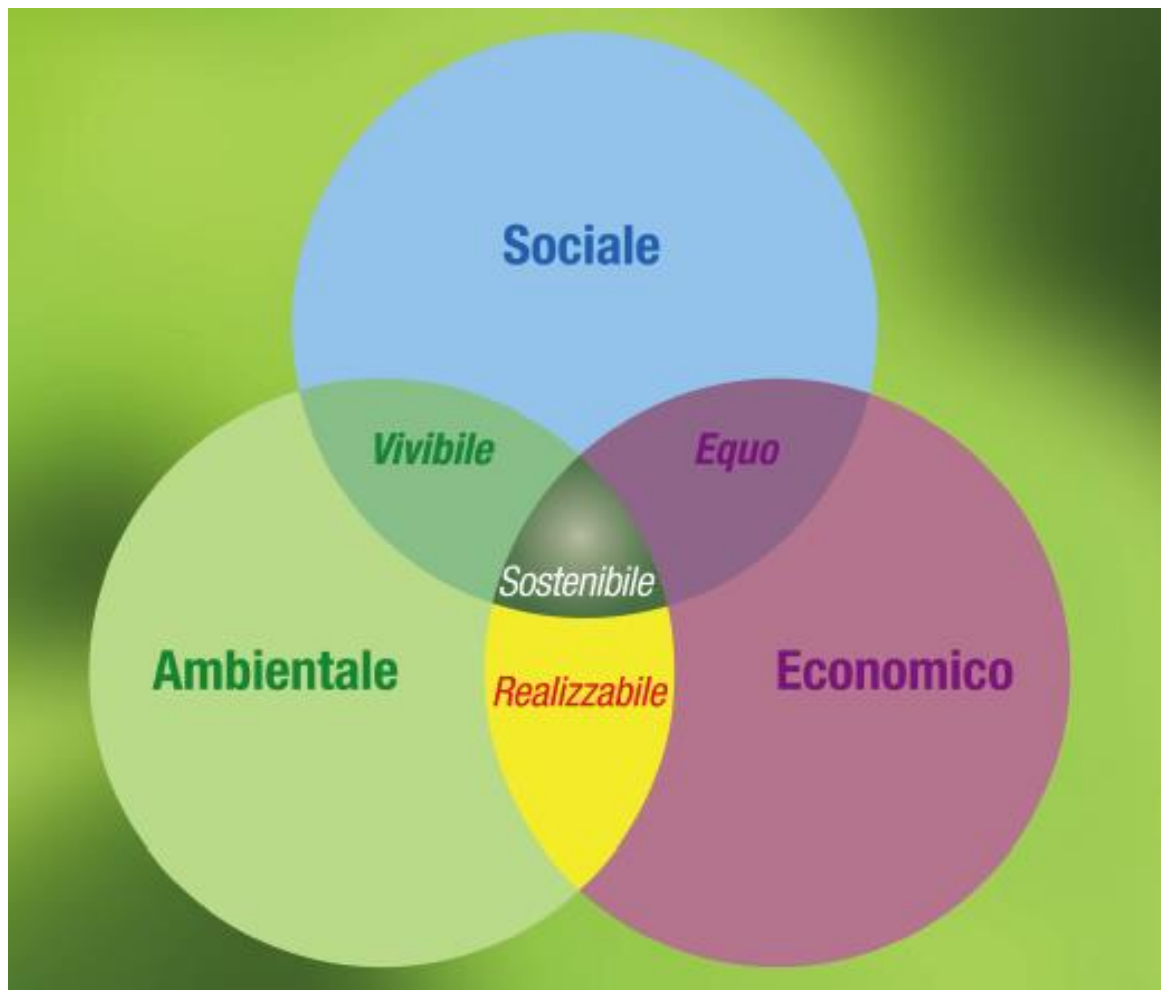 Sociale
Vivibile
Equo
Sostenibile
Ambientale
Economico
Realizzabile